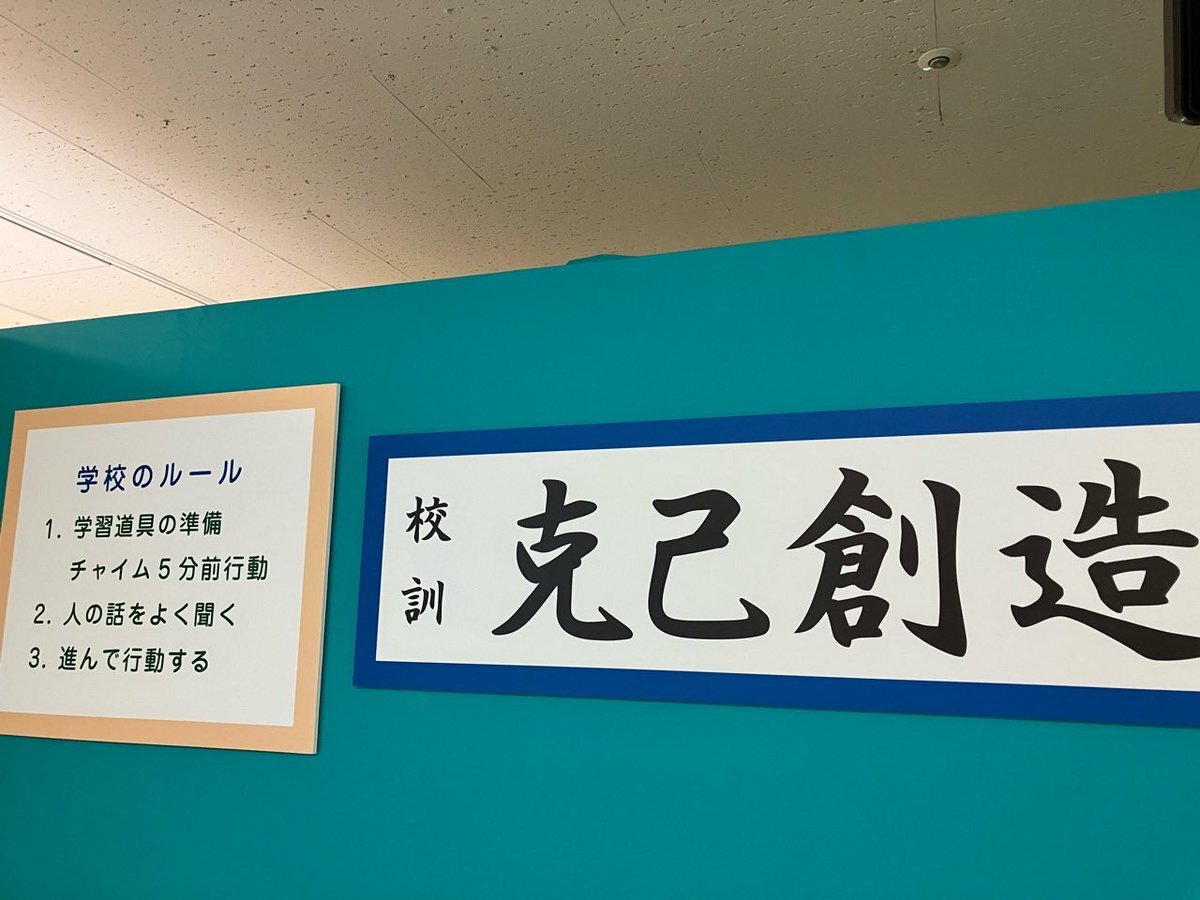 学校のルール
1. 学習道具の準備
チャイム5分前行動
2. 人の話をよく聞く
3. 進んで行動する
校訓
克己創造